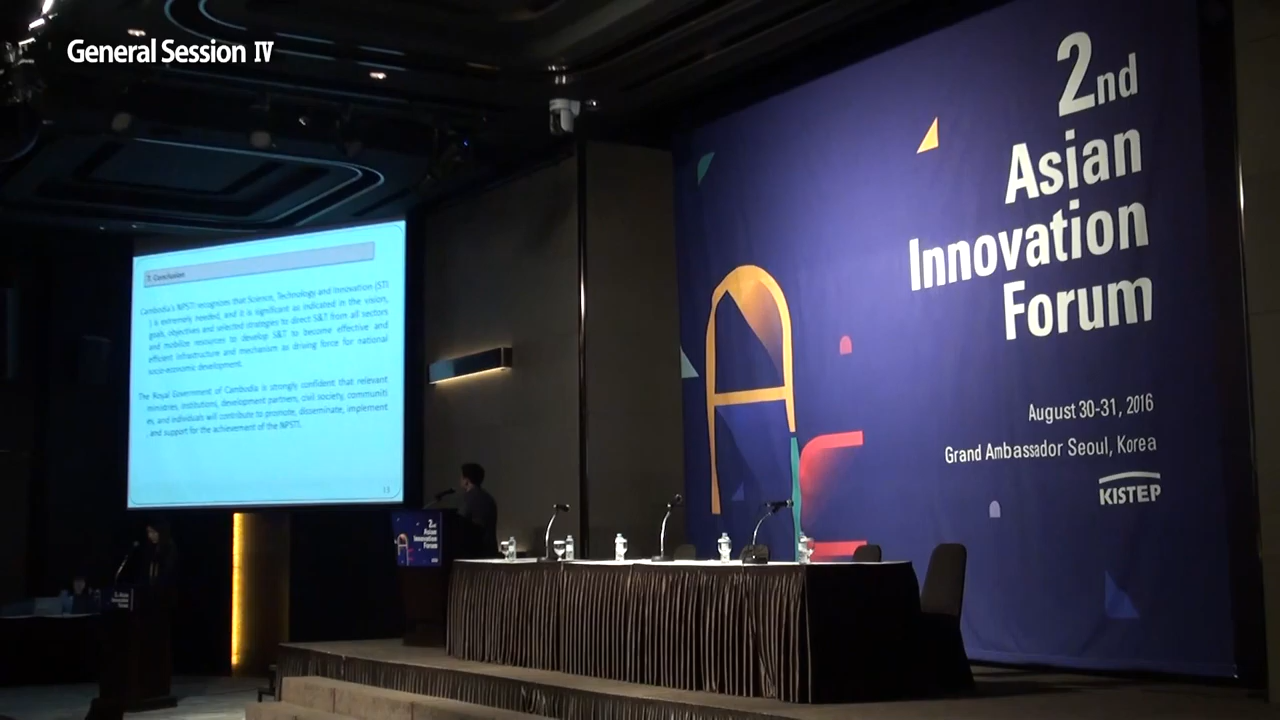 General Session IV
2nd
Asian
Innovation
Forum
August 30-31, 2016
Grand Ambassador Seoul, Korea
KISTEP
7. Conclusion
Cambodia's NPSTI recognizes that Science, Technology and Innovation (STI
) is extremely needed, and it is significant as indicated in the vision,
goals, objectives and selected strategies to direct S&T from all sectors
and mobilize resources to develop S&T to become effective and
efficient infrastructure and mechanism as driving force for national
socio-economic development.
The Royal Government of Cambodia is strongly confident that relevant
ministries, institutions, development partners, civil society, communiti
es, and individuals will contribute to promote, disseminate, implement
, and support for the achievement of the NPSTI.
2nd
Asian
Innovation
Forum